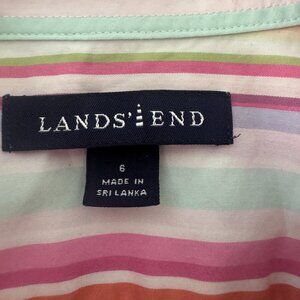 LANDS' END
6
MADE IN
SRI LANKA